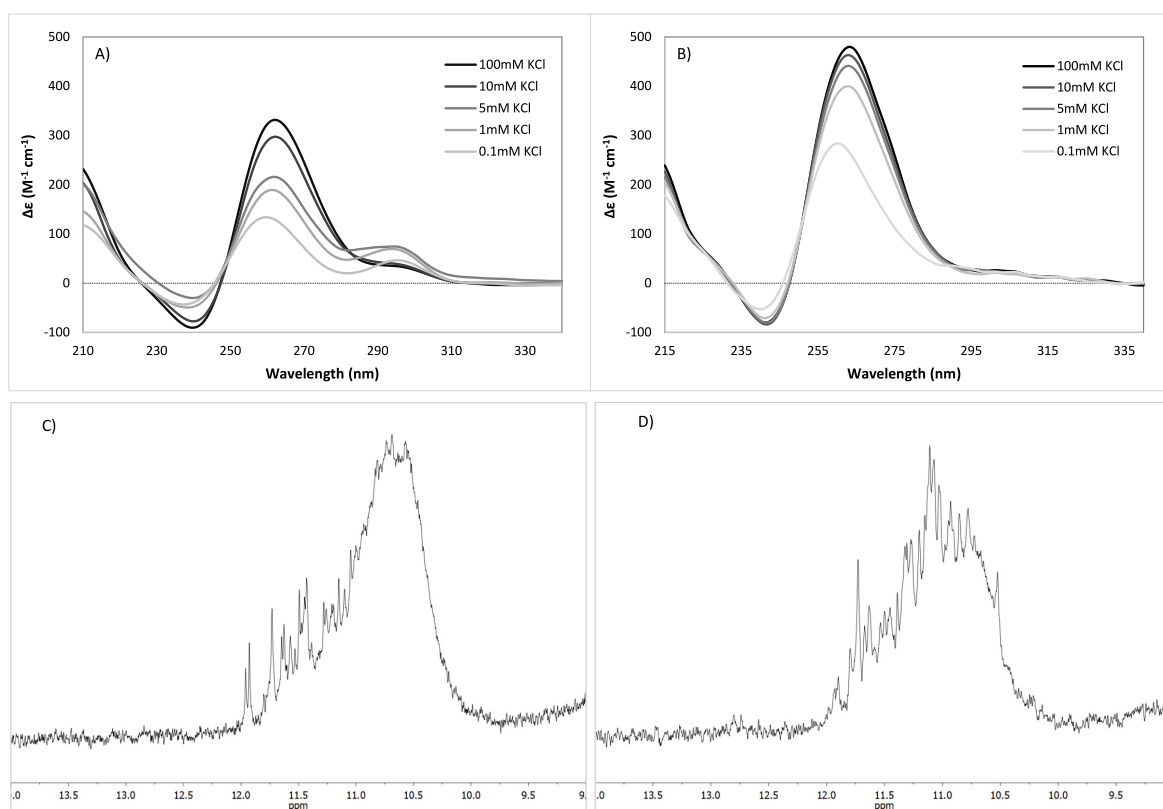 A)
500
400
300
200
100
0
-100
Δε (M-1 cm-1)
210 230 250 270 290 310 330
Wavelength (nm)
100mM KCl
10mM KCl
5mM KCl
1mM KCl
0.1mM KCl
B)
500
400
300
200
100
0
-100
Δε (M-1 cm-1)
215 235 255 275 295 315 335
Wavelength (nm)
100mM KCl
10mM KCl
5mM KCl
1mM KCl
0.1mM KCl
C)
.0 13.5 13.0 12.5 12.0 11.5 11.0 10.5 10.0 9.5 9.
ppm
D)
.0 13.5 13.0 12.5 12.0 11.5 11.0 10.5 10.0 9.5
ppm